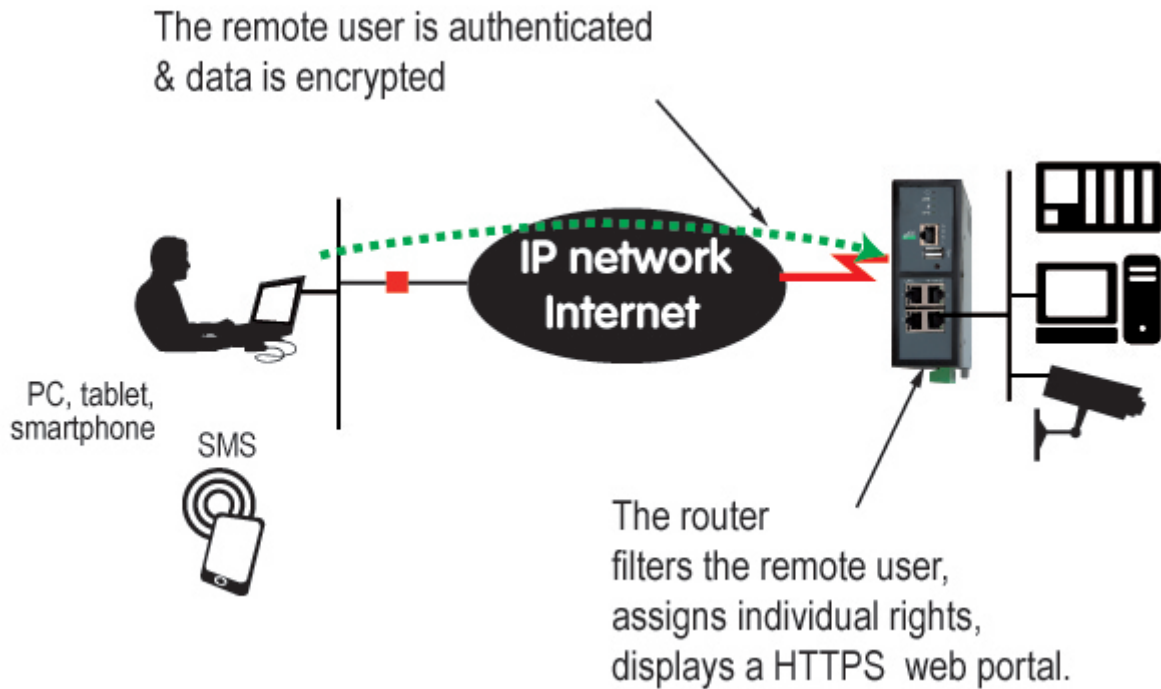 The remote user is authenticated
& data is encrypted
IP network
Internet
PC, tablet,
smartphone
SMS
The router
filters the remote user,
assigns individual rights,
displays a HTTPS web portal.